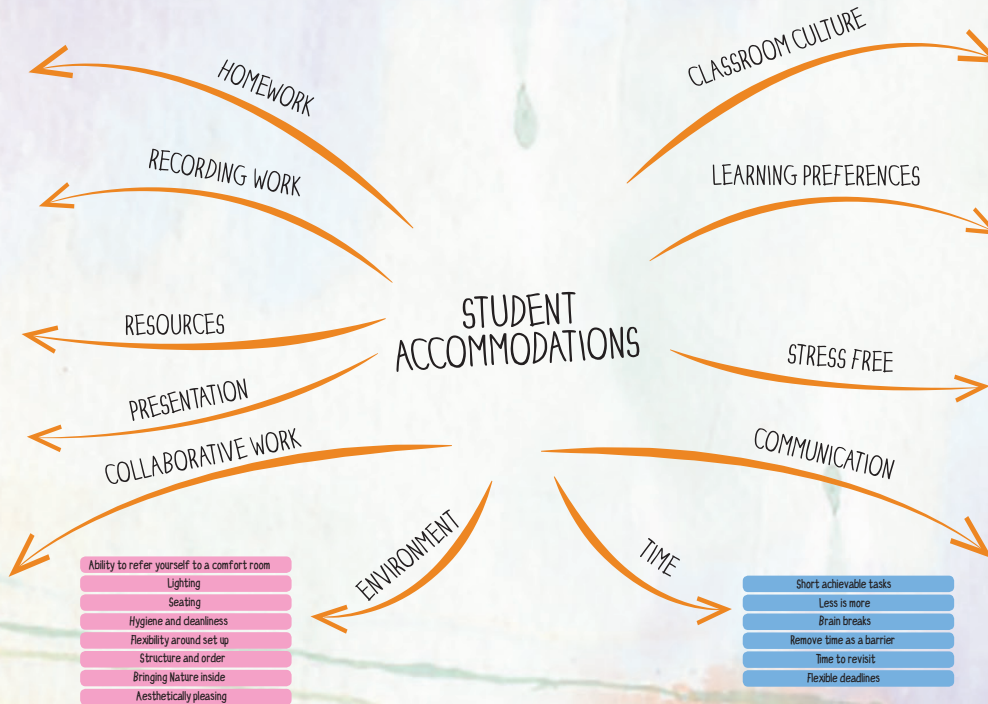 HOMEWORK
CLASSROOM CULTURE
RECORDING WORK
LEARNING PREFERENCES
STUDENT
ACCOMMODATIONS
RESOURCES
STRESS FREE
PRESENTATION
COLLABORATIVE WORK
COMMUNICATION
ENVIRONMENT
TIME
Ability to refer yourself to a comfort room
Lighting
Seating
Hygiene and cleanliness
Flexibility around set up
Structure and order
Bringing Nature inside
Aesthetically pleasing
Short achievable tasks
Less is more
Brain breaks
Remove time as a barrier
Time to revisit
Flexible deadlines